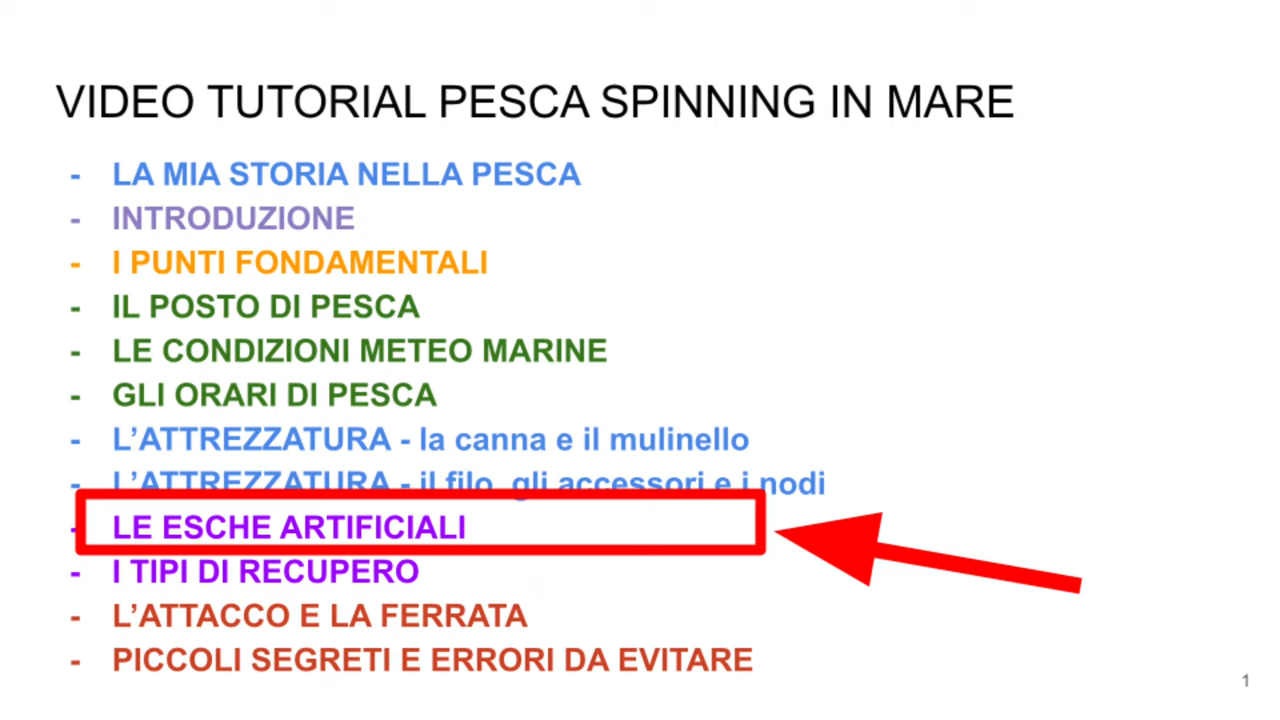 VIDEO TUTORIAL PESCA SPINNING IN MARE
- LA MIA STORIA NELLA PESCA
- INTRODUZIONE
- I PUNTI FONDAMENTALI
- IL POSTO DI PESCA
- LE CONDIZIONI METEO MARINE
- GLI ORARI DI PESCA
- L’ATTREZZATURA - la canna e il mulinello
- L’ATTREZZATURA - il filo, gli accessori e i nodi
- LE ESCHE ARTIFICIALI
- I TIPI DI RECUPERO
- L’ATTACCO E LA FERRATA
- PICCOLI SEGRETI E ERRORI DA EVITARE
1